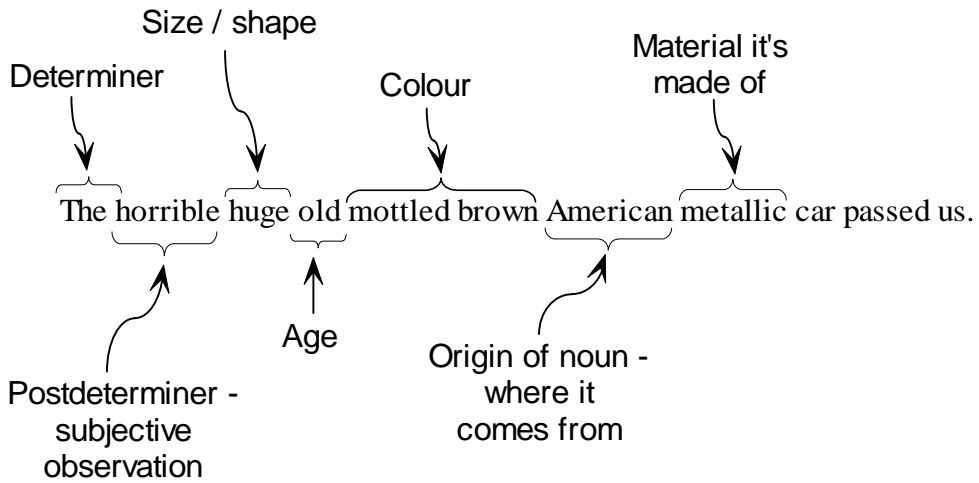 Size / shape
Determiner
Colour
Material it's
made of
The horrible huge old mottled brown American metallic car passed us.
Age
Origin of noun -
where it
comes from
Postdeterminer -
subjective
observation